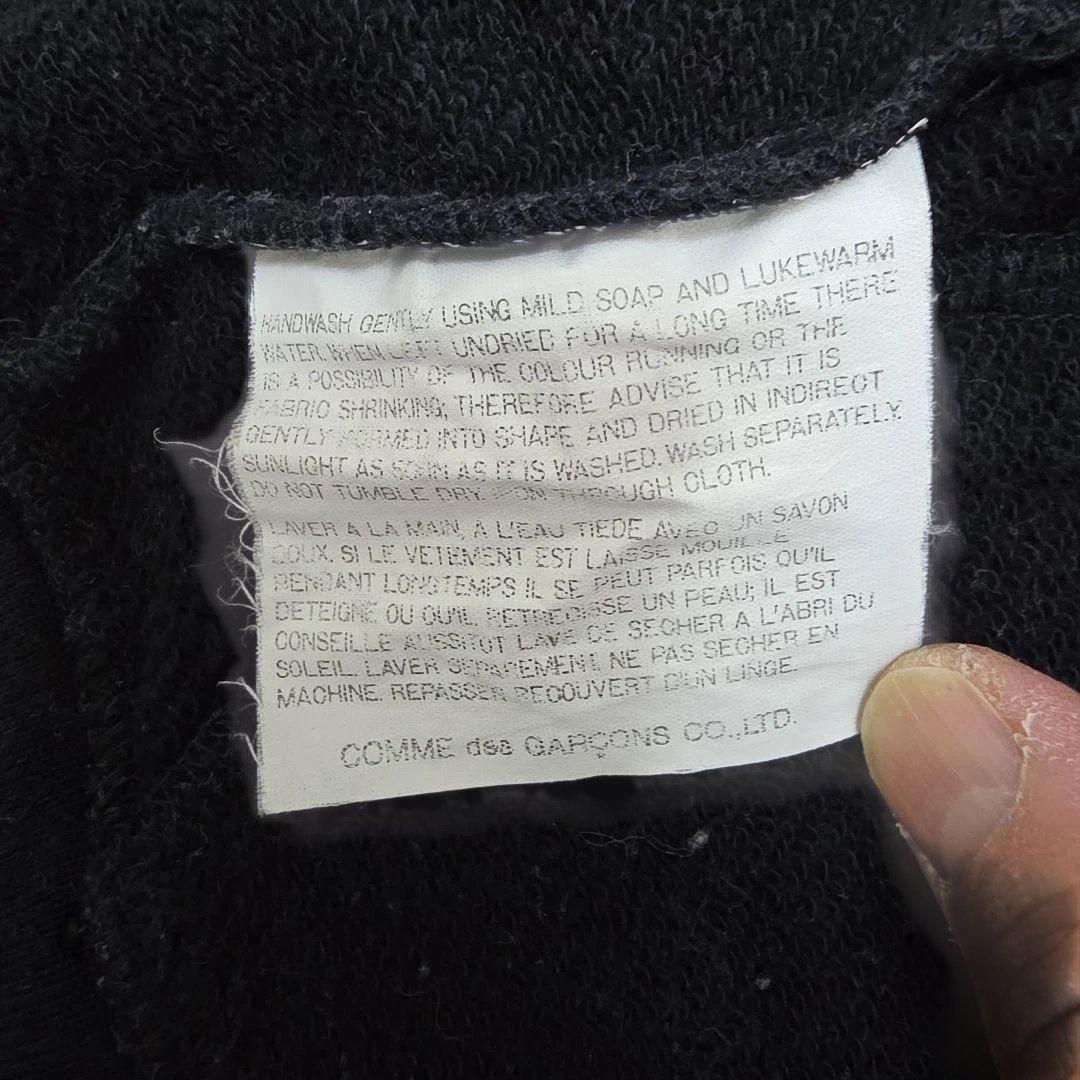 HANDWASH GENTLY USING MILD SOAP AND LUKEWARM
WATER. WHEN LEFT UNDRIED FOR A LONG TIME THERE
IS A POSSIBILITY OF THE COLOUR RUNNING OR THE
FABRIC SHRINKING; THEREFORE ADVISE THAT IT IS
GENTLY FORMED INTO SHAPE AND DRIED IN INDIRECT
SUNLIGHT AS SOON AS IT IS WASHED. WASH SEPARATELY.
DO NOT TUMBLE DRY. IRON THROUGH CLOTH.
LAVER A LA MAIN, A L'EAU TIEDE AVEC UN SAVON
DOUX. SI LE VETEMENT EST LAISSE MOUILLE
PENDANT LONGTEMPS IL SE PEUT PARFOIS QU'IL
DETEIGNE OU QU'IL RETRECISSE UN PEAU; IL EST
CONSEILLE AUSSITOT LAVE DE SECHER A L'ABRI DU
SOLEIL. LAVER SEPAREMENT. NE PAS SECHER EN
MACHINE. REPASSER RECOUVERT D'UN LINGE.
COMME des GARÇONS CO.,LTD.